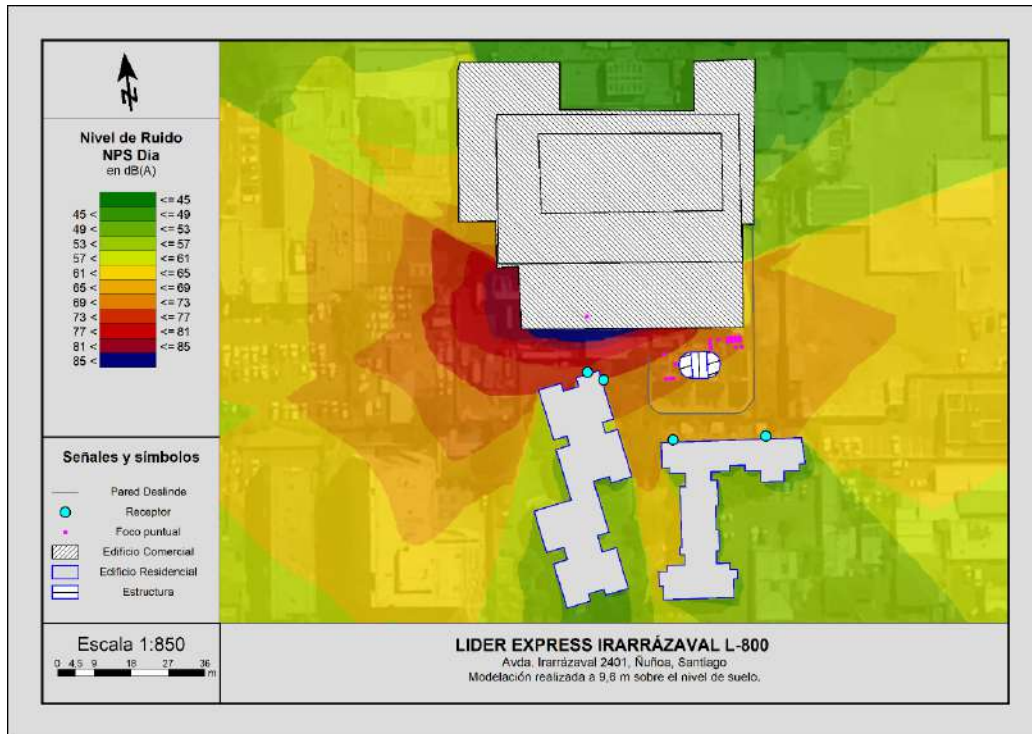 N
Nivel de Ruido
NPS Dia
en dB(A)
<= 45
45 < <= 49
49 < <= 53
53 < <= 57
57 < <= 61
61 < <= 65
65 < <= 69
69 < <= 73
73 < <= 77
77 < <= 81
81 < <= 85
85 <
Señales y símbolos
Pared Deslinde
Receptor
Foco puntual
Edificio Comercial
Edificio Residencial
Estructura
Escala 1:850
0 4,5 9 18 27 36
m
LIDER EXPRESS IRARRÁZAVAL L-800
Avda. Irarrázaval 2401, Ñuñoa, Santiago
Modelación realizada a 9,6 m sobre el nivel de suelo.